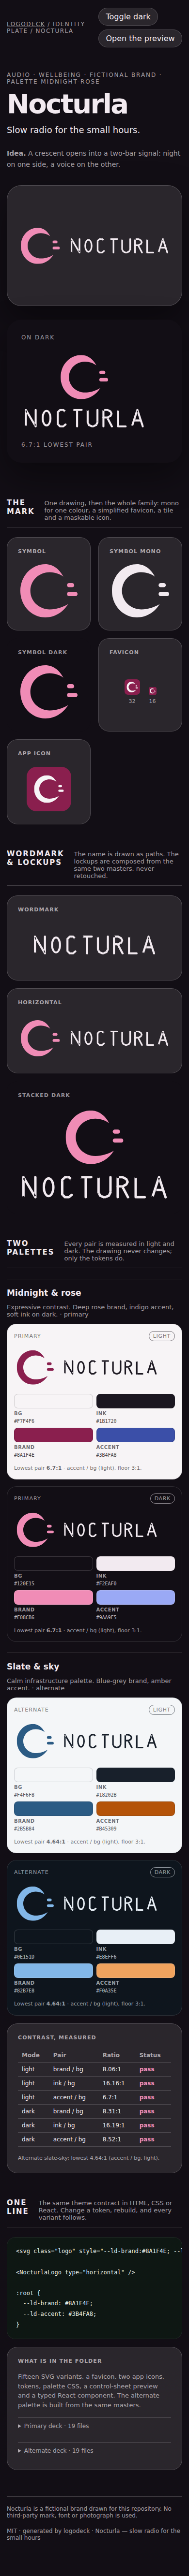 LOGODECK / IDENTITY
PLATE / NOCTURLA
Toggle dark
Open the preview
AUDIO · WELLBEING · FICTIONAL BRAND ·
PALETTE MIDNIGHT-ROSE
Nocturla
Slow radio for the small hours.
Idea. A crescent opens into a two-bar signal: night
on one side, a voice on the other.
NOCTURLA
ON DARK
NOCTURLA
6.7:1 LOWEST PAIR
THE
MARK
One drawing, then the whole family: mono
for one colour, a simplified favicon, a tile
and a maskable icon.
SYMBOL
SYMBOL MONO
SYMBOL DARK
FAVICON
32
16
APP ICON
WORDMARK
& LOCKUPS
The name is drawn as paths. The
lockups are composed from the
same two masters, never
retouched.
WORDMARK
NOCTURLA
HORIZONTAL
NOCTURLA
STACKED DARK
NOCTURLA
TWO
PALETTES
Every pair is measured in light and
dark. The drawing never changes;
only the tokens do.
Midnight & rose
Expressive contrast. Deep rose brand, indigo accent,
soft ink on dark. · primary
PRIMARY
LIGHT
NOCTURLA
BG
#F7F4F6
INK
#1B1720
BRAND
#8A1F4E
ACCENT
#3B4FA8
Lowest pair 6.7:1 · accent / bg (light), floor 3:1.
PRIMARY
DARK
NOCTURLA
BG
#120E15
INK
#F2EAF0
BRAND
#F08CB6
ACCENT
#9AA9F5
Lowest pair 6.7:1 · accent / bg (light), floor 3:1.
Slate & sky
Calm infrastructure palette. Blue-grey brand, amber
accent. · alternate
ALTERNATE
LIGHT
NOCTURLA
BG
#F4F6F8
INK
#18202B
BRAND
#2B5B84
ACCENT
#B45309
Lowest pair 4.64:1 · accent / bg (light), floor 3:1.
ALTERNATE
DARK
NOCTURLA
BG
#0E151D
INK
#E8EFF6
BRAND
#82B7E8
ACCENT
#F0A35E
Lowest pair 4.64:1 · accent / bg (light), floor 3:1.
CONTRAST, MEASURED
Mode Pair Ratio Status
light brand / bg 8.06:1 pass
light ink / bg 16.16:1 pass
light accent / bg 6.7:1 pass
dark brand / bg 8.31:1 pass
dark ink / bg 16.19:1 pass
dark accent / bg 8.52:1 pass
Alternate slate-sky: lowest 4.64:1 (accent / bg, light).
ONE
LINE
The same theme contract in HTML, CSS or
React. Change a token, rebuild, and every
variant follows.
<svg class="logo" style="--ld-brand:#8A1F4E; --
<NocturlaLogo type="horizontal" />
:root {
--ld-brand: #8A1F4E;
--ld-accent: #3B4FA8;
}
WHAT IS IN THE FOLDER
Fifteen SVG variants, a favicon, two app icons,
tokens, palette CSS, a control-sheet preview
and a typed React component. The alternate
palette is built from the same masters.
▸ Primary deck · 19 files
▸ Alternate deck · 19 files
Nocturla is a fictional brand drawn for this repository. No
third-party mark, font or photograph is used.
MIT · generated by logodeck · Nocturla — slow radio for the
small hours